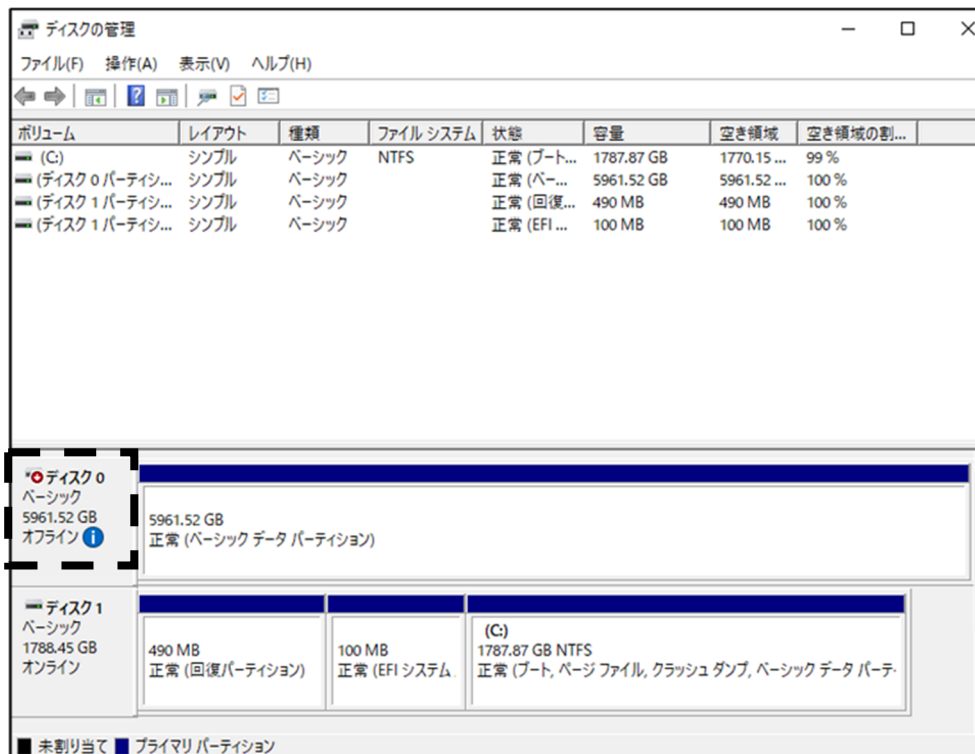 ディスクの管理
ファイル(F) 操作(A) 表示(V) ヘルプ(H)
ボリューム レイアウト 種類 ファイル システム 状態 容量 空き領域 空き領域の割...
(C:) シンプル ベーシック NTFS 正常 (ブート... 1787.87 GB 1770.15 ... 99 %
(ディスク 0 パーティシ... シンプル ベーシック 正常 (ベー... 5961.52 GB 5961.52 ... 100 %
(ディスク 1 パーティシ... シンプル ベーシック 正常 (回復... 490 MB 490 MB 100 %
(ディスク 1 パーティシ... シンプル ベーシック 正常 (EFI ... 100 MB 100 MB 100 %
ディスク 0
ベーシック
5961.52 GB
オフライン
5961.52 GB
正常 (ベーシック データ パーティション)
ディスク 1
ベーシック
1788.45 GB
オンライン
490 MB
正常 (回復パーティション)
100 MB
正常 (EFI システム
(C:)
1787.87 GB NTFS
正常 (ブート, ページ ファイル, クラッシュ ダンプ, ベーシック データ パーテ
未割り当て プライマリ パーティション